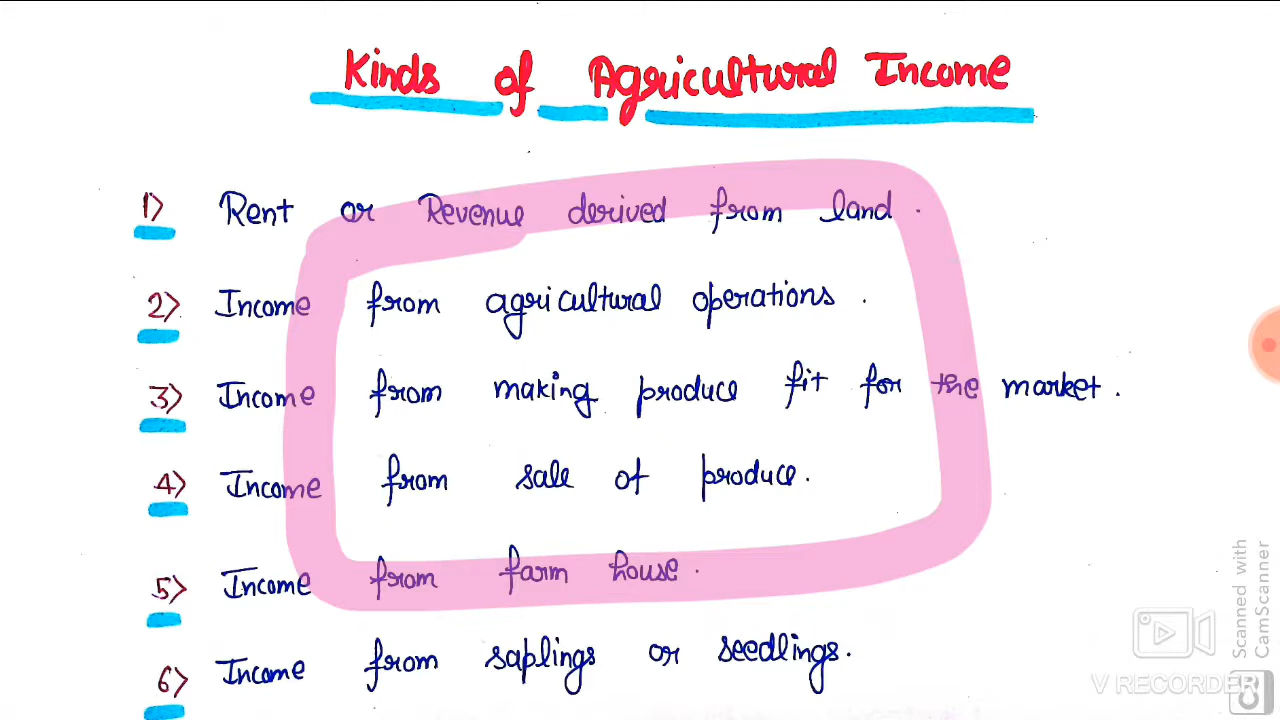 Kinds of Agricultural Income
1) Rent or Revenue derived from land.
2) Income from agricultural operations.
3) Income from making produce fit for the market.
4) Income from sale of produce.
5) Income from farm house.
6) Income from saplings or seedlings.
Scanned with
CamScanner
V RECORDER